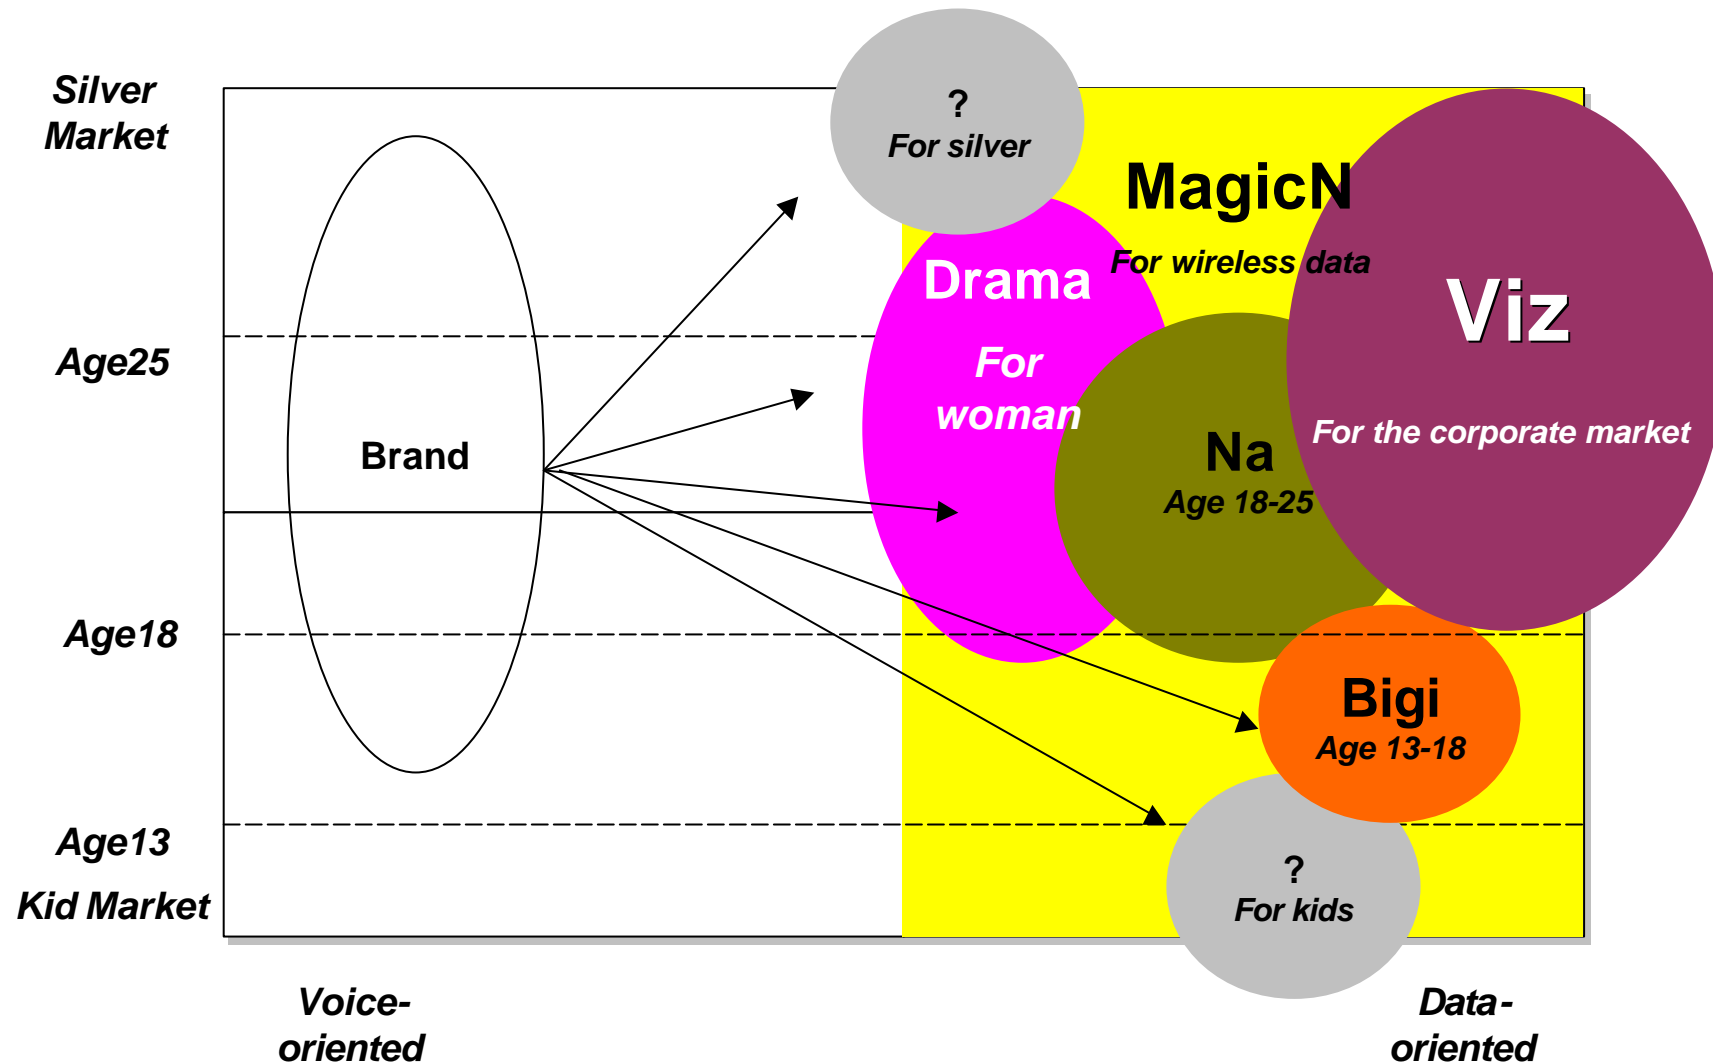 Silver
Market
?
For silver
MagicN
For wireless data
Drama
For
woman
Viz
For the corporate market
Age25
Brand
Na
Age 18-25
Age18
Bigi
Age 13-18
Age13
Kid Market
?
For kids
Voice-
oriented
Data-
oriented